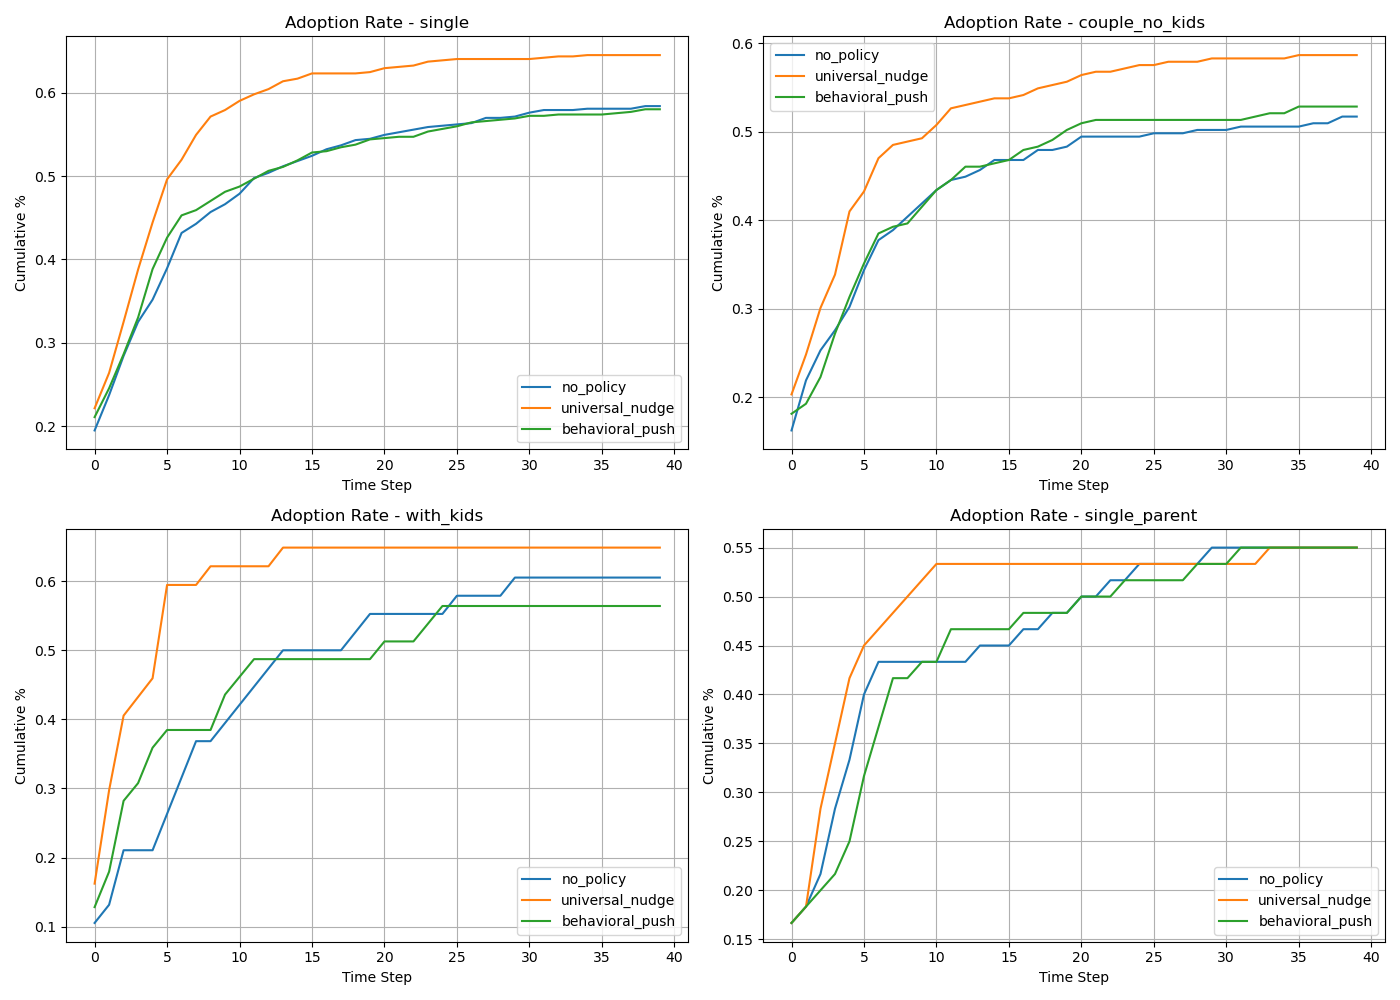 Adoption Rate - single
Cumulative %
0.6
0.5
0.4
0.3
0.2
no_policy
universal_nudge
behavioral_push
0 5 10 15 20 25 30 35 40
Time Step
Adoption Rate - couple_no_kids
Cumulative %
0.6
0.5
0.4
0.3
0.2
no_policy
universal_nudge
behavioral_push
0 5 10 15 20 25 30 35 40
Time Step
Adoption Rate - with_kids
Cumulative %
0.6
0.5
0.4
0.3
0.2
0.1
no_policy
universal_nudge
behavioral_push
0 5 10 15 20 25 30 35 40
Time Step
Adoption Rate - single_parent
Cumulative %
0.55
0.50
0.45
0.40
0.35
0.30
0.25
0.20
0.15
no_policy
universal_nudge
behavioral_push
0 5 10 15 20 25 30 35 40
Time Step